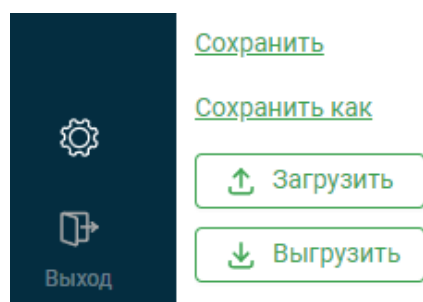 Сохранить
Сохранить как
Загрузить
Выгрузить
Выход